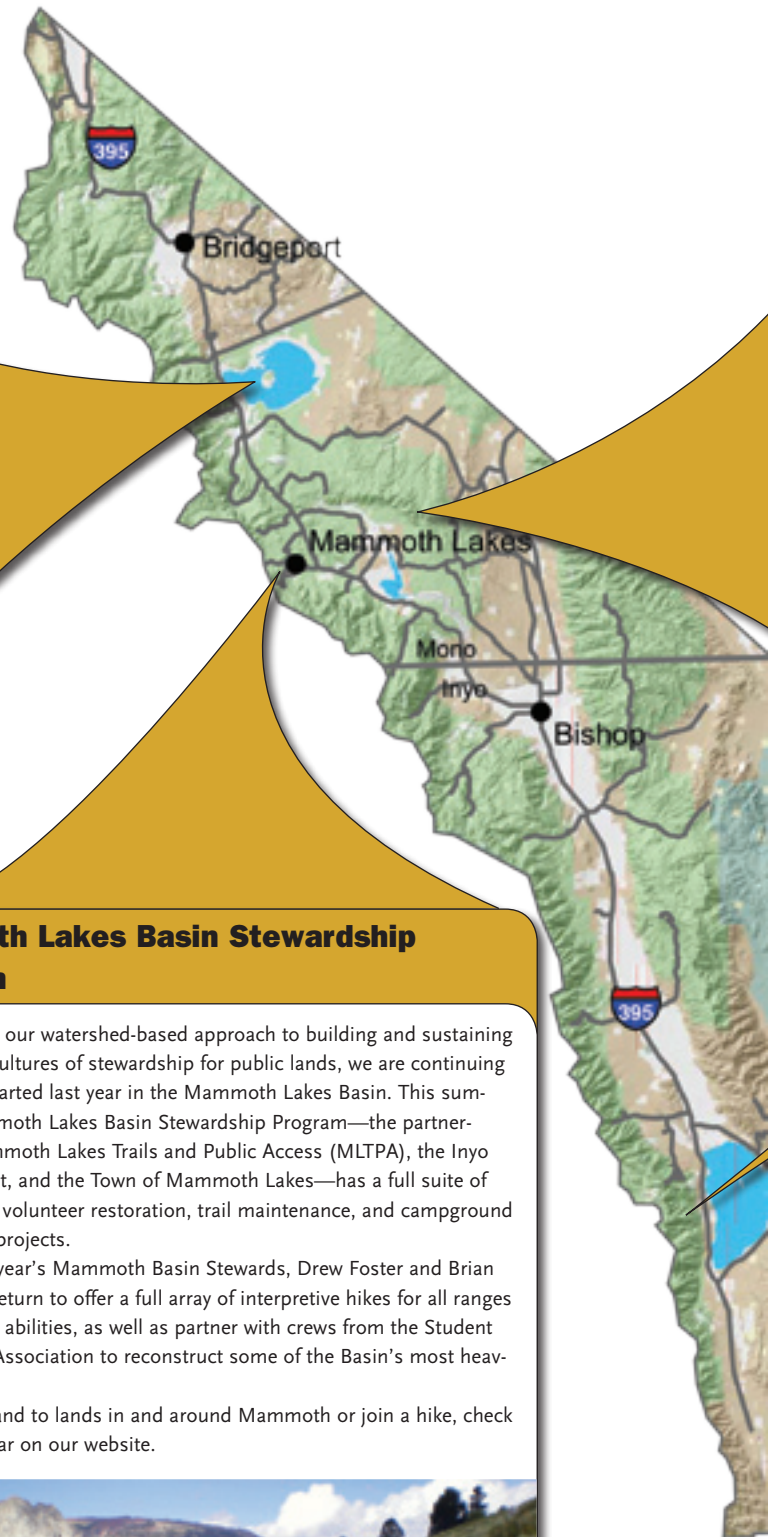 395
Bridgeport
Mammoth Lakes
Mono
Inyo
Bishop
395
th Lakes Basin Stewardship
n
our watershed-based approach to building and sustaining
ultures of stewardship for public lands, we are continuing
arted last year in the Mammoth Lakes Basin. This sum-
moth Lakes Basin Stewardship Program—the partner-
nmoth Lakes Trails and Public Access (MLTPA), the Inyo
t, and the Town of Mammoth Lakes—has a full suite of
volunteer restoration, trail maintenance, and campground
projects.
year's Mammoth Basin Stewards, Drew Foster and Brian
eturn to offer a full array of interpretive hikes for all ranges
abilities, as well as partner with crews from the Student
Association to reconstruct some of the Basin's most heav-
and to lands in and around Mammoth or join a hike, check
ar on our website.